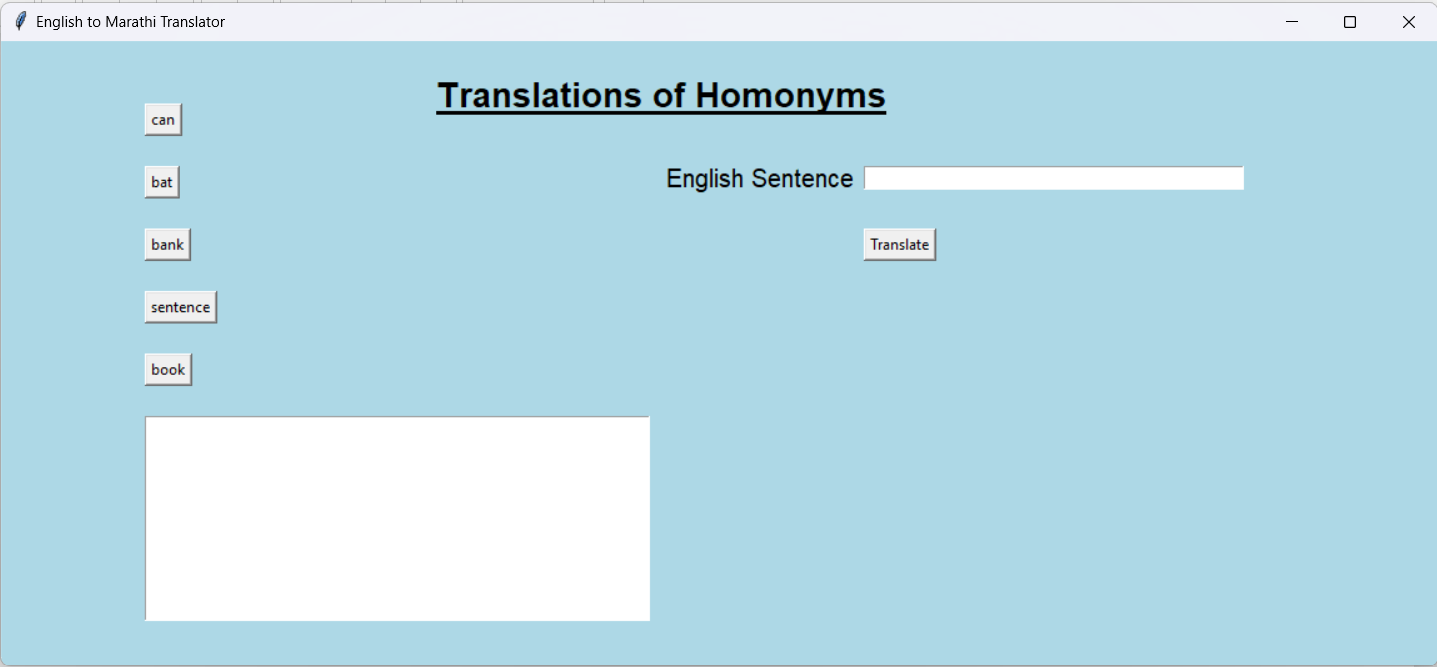 English to Marathi Translator
Translations of Homonyms
can
bat
English Sentence
bank
Translate
sentence
book